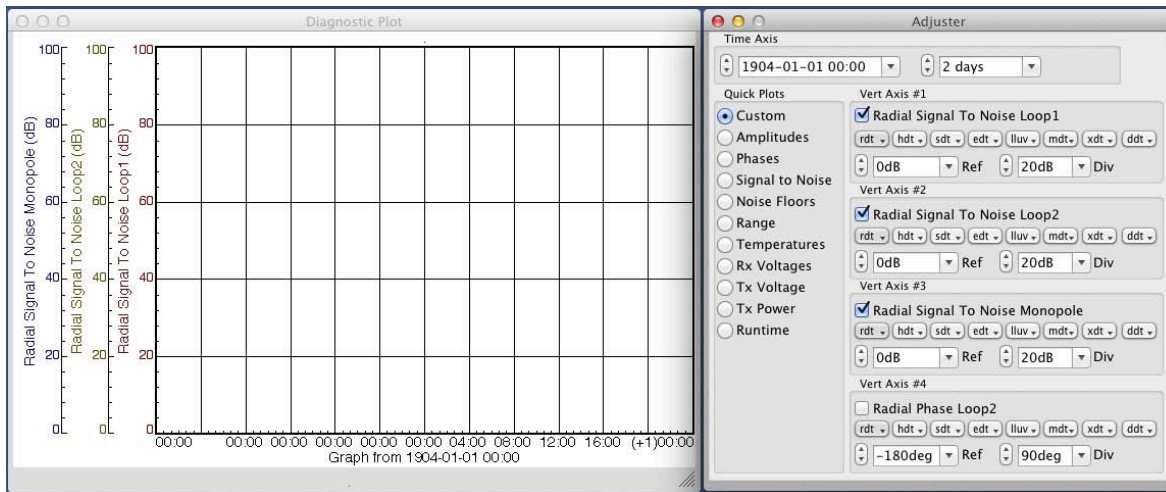 Diagnostic Plot
100 100 100
80 80 80
60 60 60
40 40 40
20 20 20
0 0 0
Radial Signal To Noise Monopole (dB)
Radial Signal To Noise Loop2 (dB)
Radial Signal To Noise Loop1 (dB)
00:00 00:00 00:00 00:00 00:00 00:00 04:00 08:00 12:00 16:00 (+1)00:00
Graph from 1904-01-01 00:00
Adjuster
Time Axis
1904-01-01 00:00 2 days
Quick Plots
Custom
Amplitudes
Phases
Signal to Noise
Noise Floors
Range
Temperatures
Rx Voltages
Tx Voltage
Tx Power
Runtime
Vert Axis #1
Radial Signal To Noise Loop1
rdt hdt sdt edt lluv mdt xdt ddt
0dB Ref 20dB Div
Vert Axis #2
Radial Signal To Noise Loop2
rdt hdt sdt edt lluv mdt xdt ddt
0dB Ref 20dB Div
Vert Axis #3
Radial Signal To Noise Monopole
rdt hdt sdt edt lluv mdt xdt ddt
0dB Ref 20dB Div
Vert Axis #4
Radial Phase Loop2
rdt hdt sdt edt lluv mdt xdt ddt
-180deg Ref 90deg Div